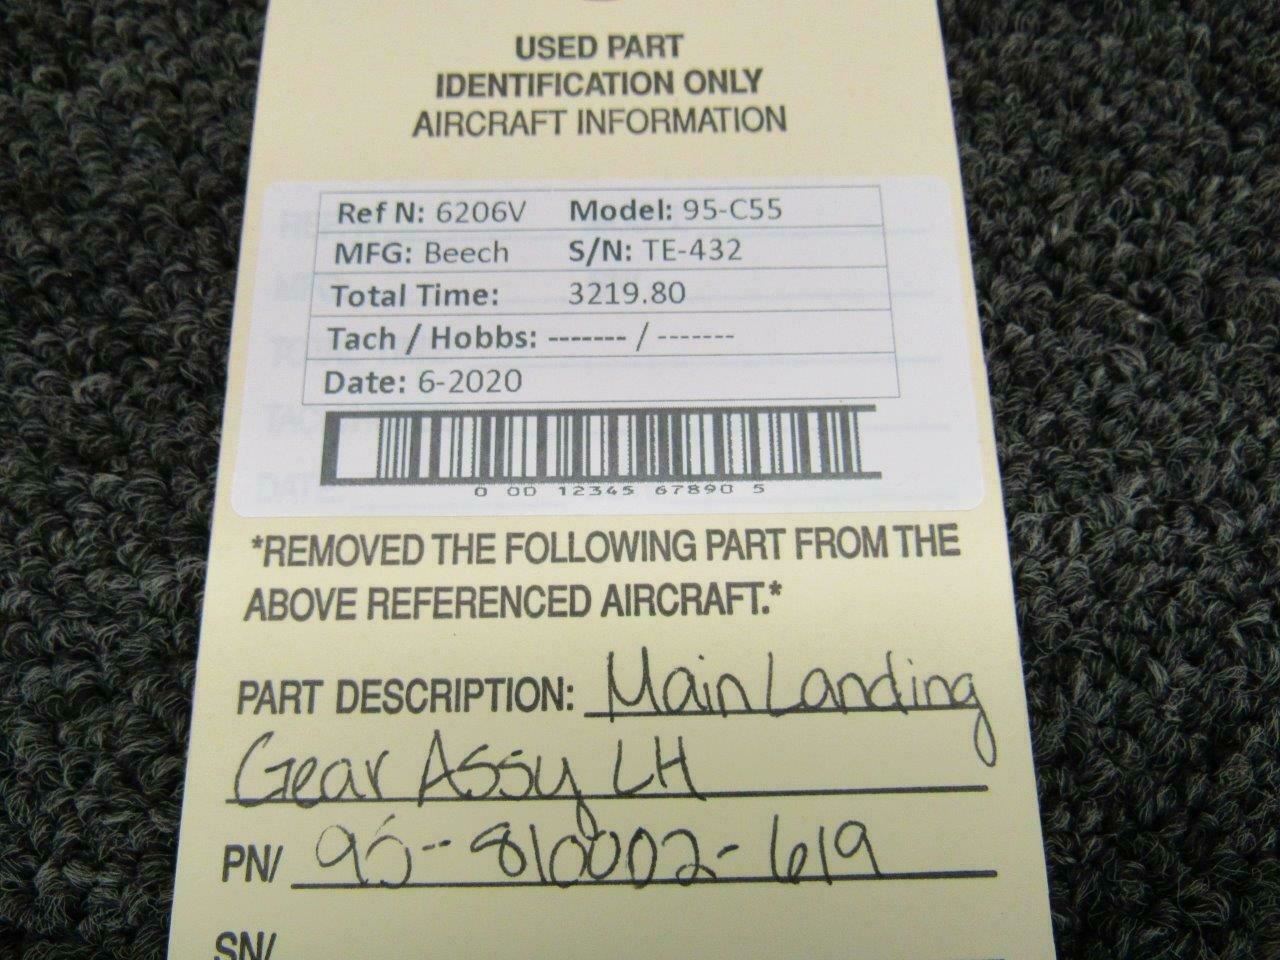 USED PART
IDENTIFICATION ONLY
AIRCRAFT INFORMATION
Ref N: 6206V Model: 95-C55
MFG: Beech S/N: TE-432
Total Time: 3219.80
Tach / Hobbs: ------- / -------
Date: 6-2020
0 00 12345 67890 5
*REMOVED THE FOLLOWING PART FROM THE
ABOVE REFERENCED AIRCRAFT.*
PART DESCRIPTION: Main Landing
Gear Assy LH
PN/ 95-810002-619
SN/